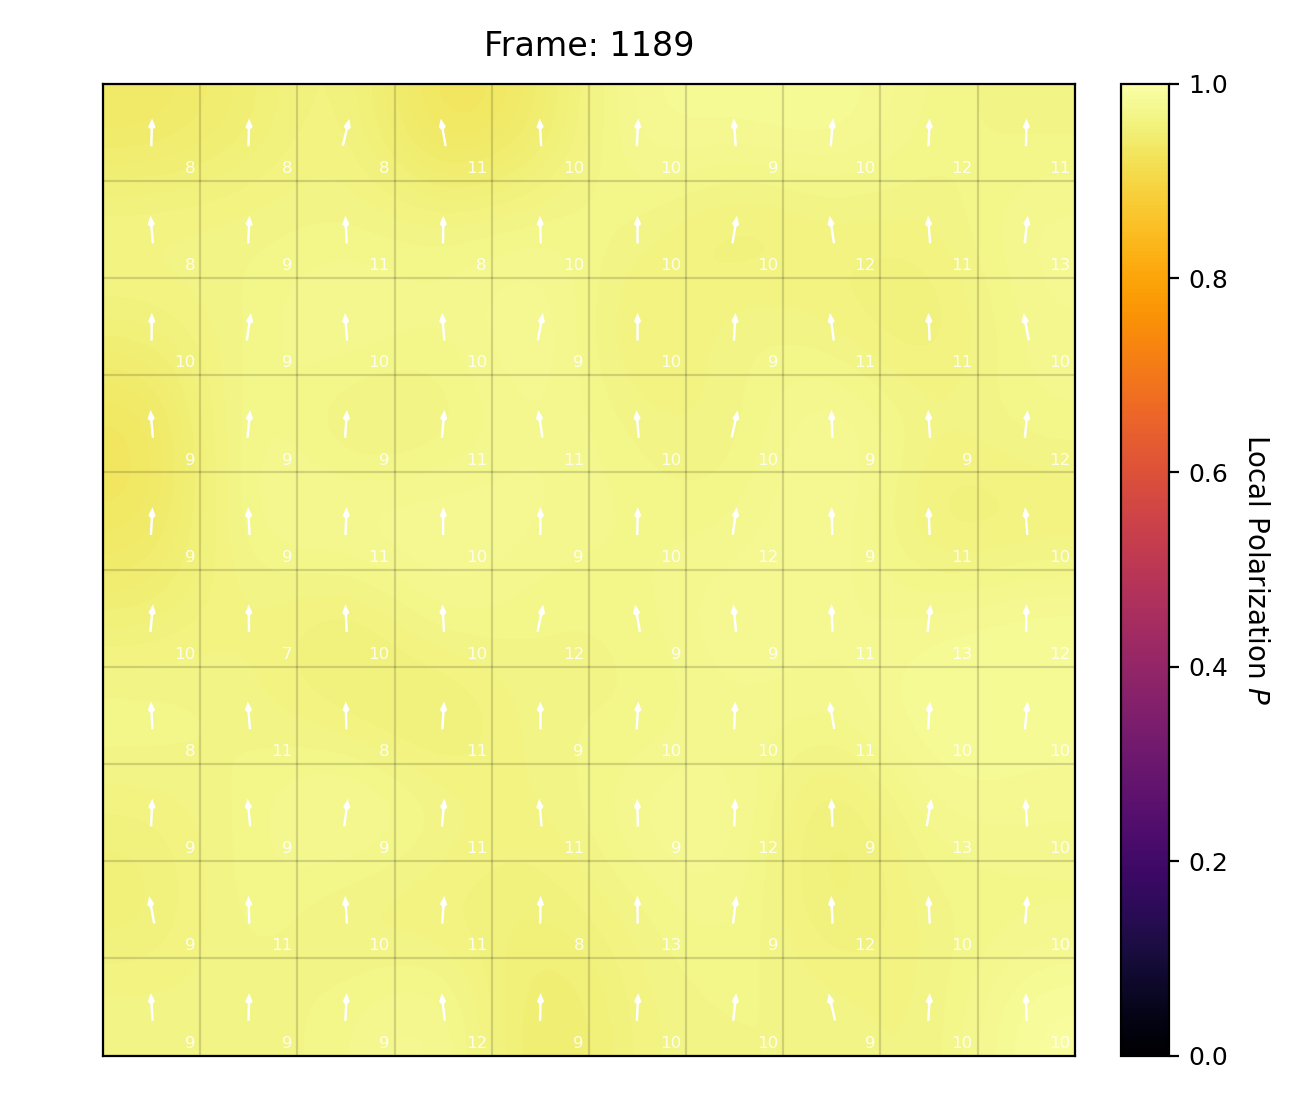 Frame: 1189
1.0
8 8 8 11 10 10 9 10 12 11
8 9 11 8 10 10 10 12 11 13
0.8
10 9 10 10 9 10 9 11 11 10
9 9 9 11 11 10 10 9 9 12
0.6
9 9 11 10 9 10 12 9 11 10
Local Polarization P
10 7 10 10 12 9 9 11 13 12
0.4
8 11 8 11 9 10 10 11 10 10
9 9 9 11 11 9 12 9 13 10
0.2
9 11 10 11 8 13 9 12 10 10
9 9 9 12 9 10 10 9 10 10
0.0